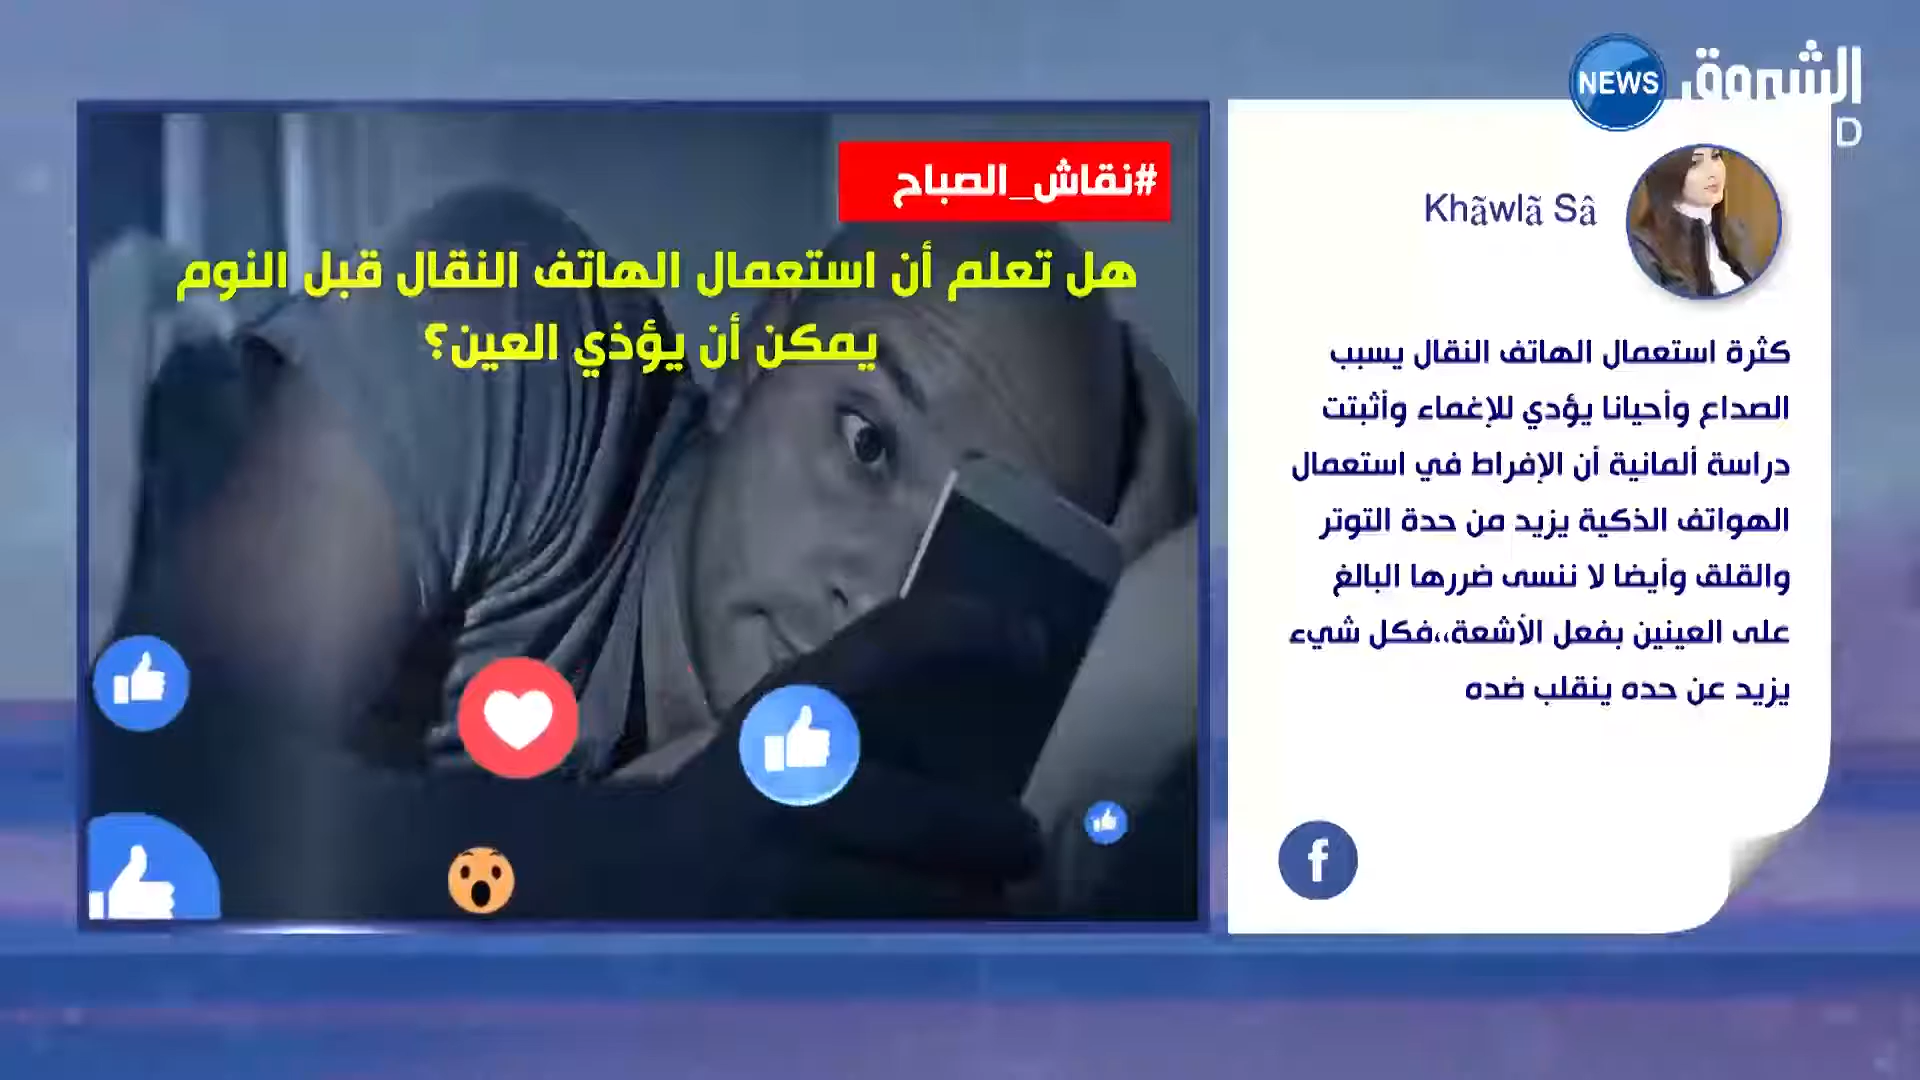 الشروق
NEWS
D
#نقاش_الصباح
هل تعلم أن استعمال الهاتف النقال قبل النوم
يمكن أن يؤذي العين؟
Khãwlã Sâ
كثرة استعمال الهاتف النقال يسبب
الصداع وأحيانا يؤدي للإغماء وأثبتت
دراسة ألمانية أن الإفراط في استعمال
الهواتف الذكية يزيد من حدة التوتر
والقلق وأيضا لا ننسى ضررها البالغ
على العينين بفعل الأشعة،،فكل شيء
يزيد عن حده ينقلب ضده
f